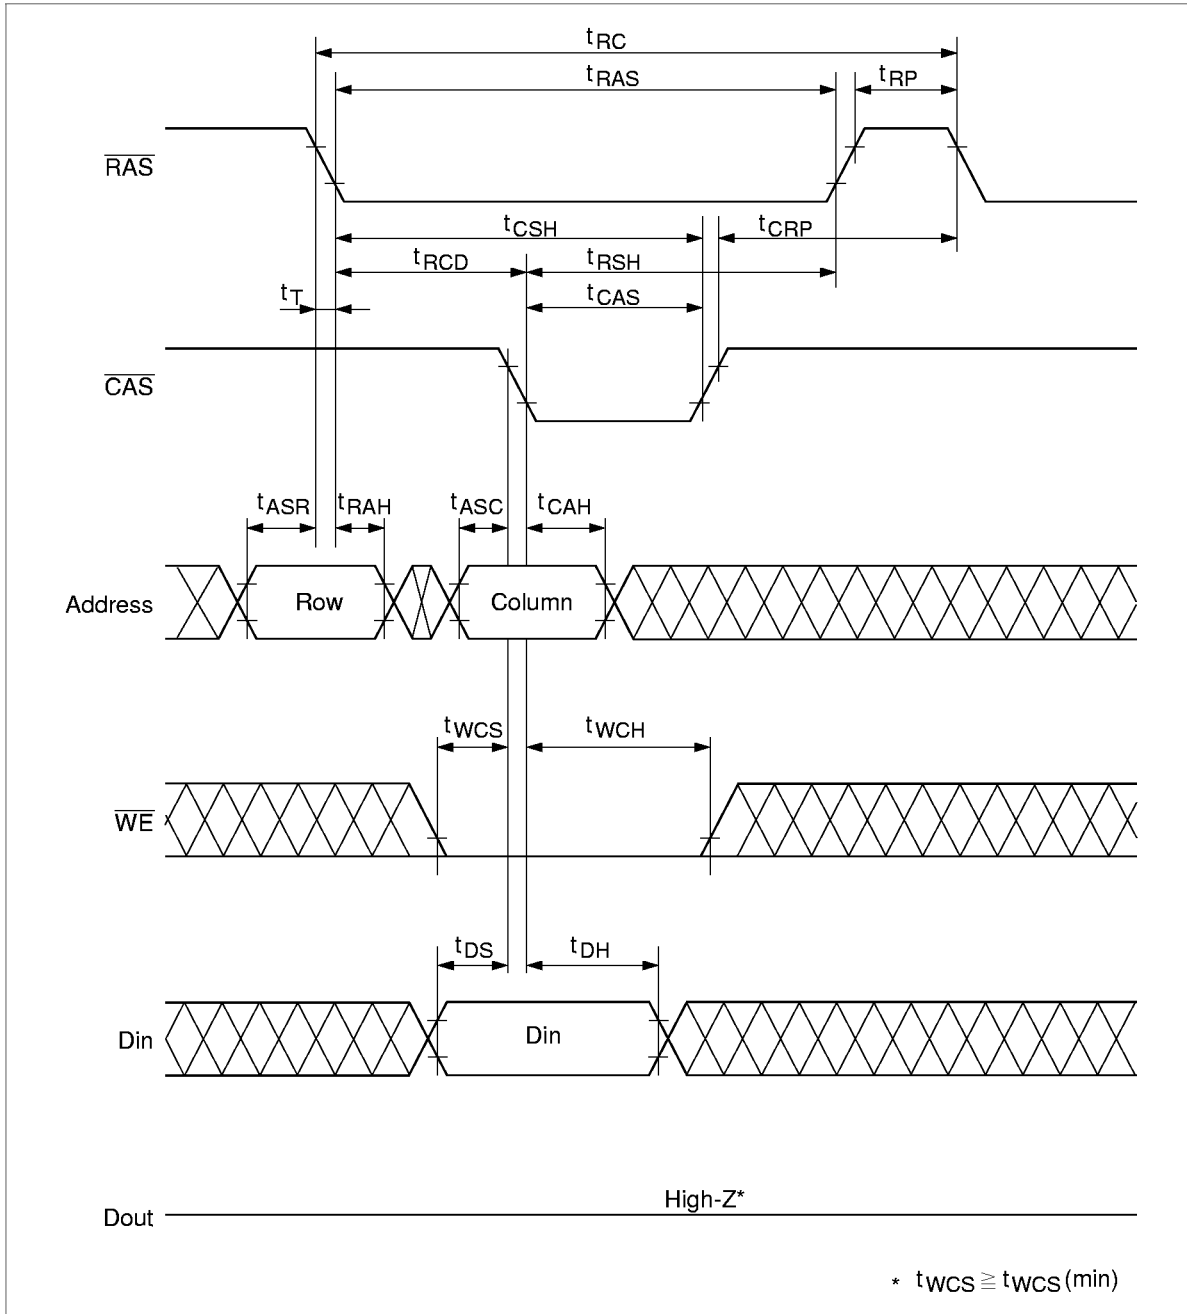 tRC
tRAS
tRP
RAS
tCSH
tCRP
tRCD
tRSH
tT
tCAS
CAS
tASR
tRAH
tASC
tCAH
Address
Row
Column
tWCS
tWCH
WE
tDS
tDH
Din
Din
High-Z*
Dout
* tWCS ≧ tWCS (min)